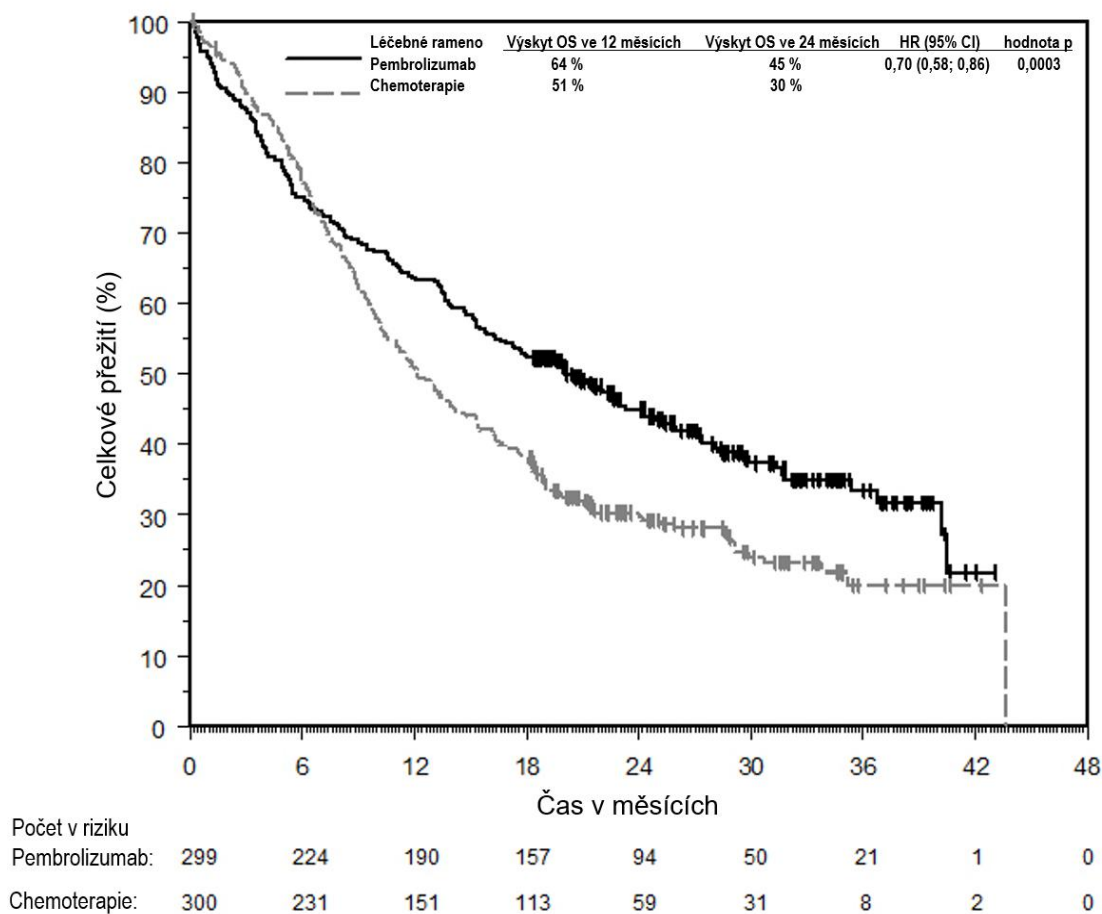 Léčebné rameno Výskyt OS ve 12 měsících Výskyt OS ve 24 měsících HR (95% CI) hodnota p
Pembrolizumab 64 % 45 % 0,70 (0,58; 0,86) 0,0003
Chemoterapie 51 % 30 %
Celkové přežití (%)
100
90
80
70
60
50
40
30
20
10
0
0 6 12 18 24 30 36 42 48
Čas v měsících
Počet v riziku
Pembrolizumab: 299 224 190 157 94 50 21 1 0
Chemoterapie: 300 231 151 113 59 31 8 2 0